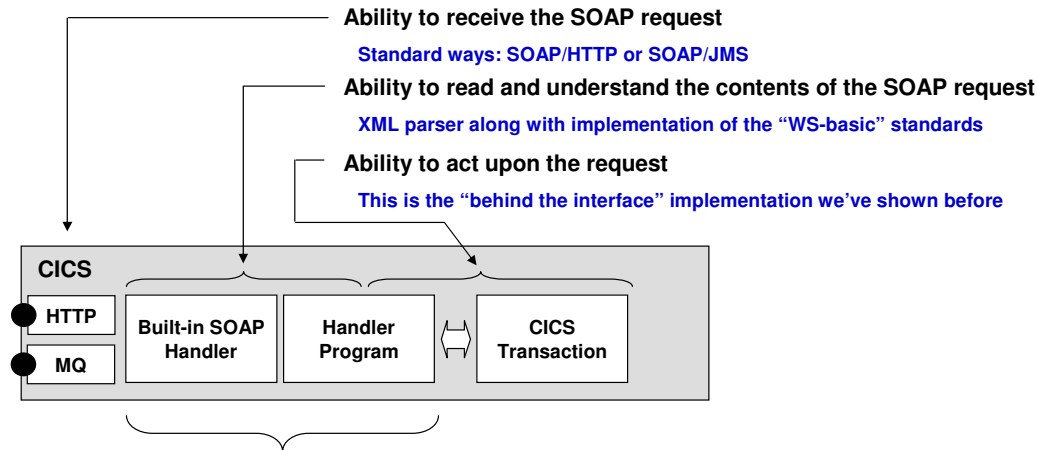 Ability to receive the SOAP request
Standard ways: SOAP/HTTP or SOAP/JMS
Ability to read and understand the contents of the SOAP request
XML parser along with implementation of the “WS-basic” standards
Ability to act upon the request
This is the “behind the interface” implementation we’ve shown before
CICS
HTTP
MQ
Built-in SOAP
Handler
Handler
Program
CICS
Transaction